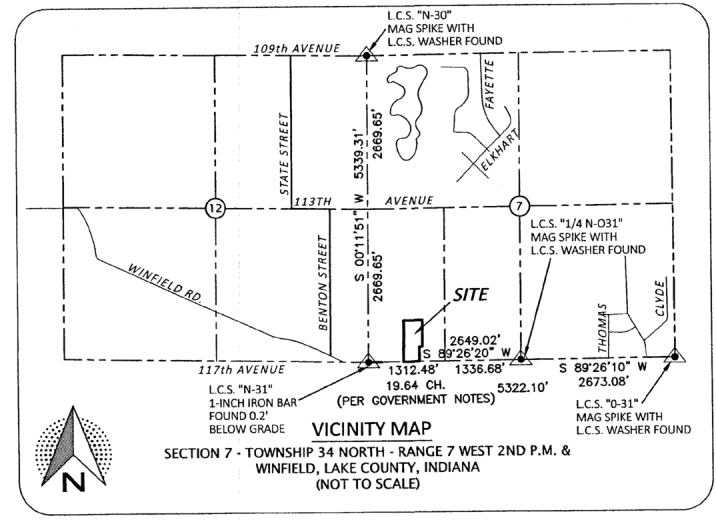 L.C.S. "N-30"
MAG SPIKE WITH
L.C.S. WASHER FOUND
109th AVENUE
STATE STREET
S 00°11'51" W 5339.31'
2669.65'
FAYETTE
ELKHART
12
113TH AVENUE
7
L.C.S. "1/4 N-O31"
MAG SPIKE WITH
L.C.S. WASHER FOUND
WINFIELD RD.
BENTON STREET
2669.65'
SITE
THOMAS
CLYDE
2649.02'
S 89°26'20" W
117th AVENUE
1312.48'
1336.68'
S 89°26'10" W
19.64 CH.
5322.10'
2673.08'
(PER GOVERNMENT NOTES)
L.C.S. "N-31"
1-INCH IRON BAR
FOUND 0.2'
BELOW GRADE
L.C.S. "0-31"
MAG SPIKE WITH
L.C.S. WASHER FOUND
VICINITY MAP
SECTION 7 - TOWNSHIP 34 NORTH - RANGE 7 WEST 2ND P.M. &
WINFIELD, LAKE COUNTY, INDIANA
(NOT TO SCALE)
N